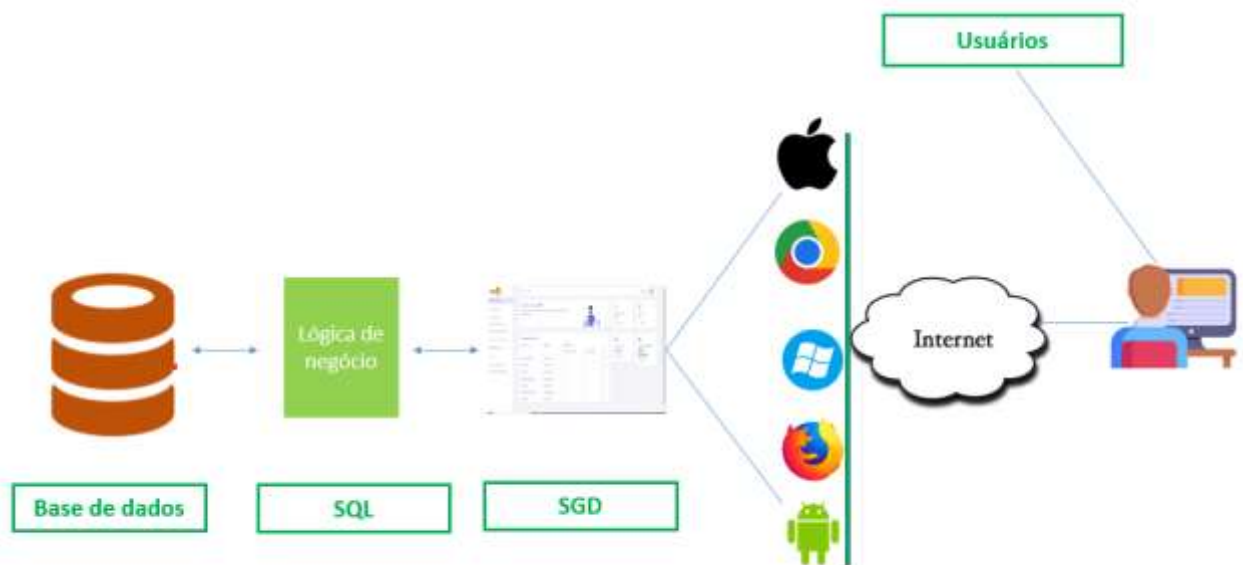 Usuários
Lógica de
negócio
Internet
Base de dados
SQL
SGD